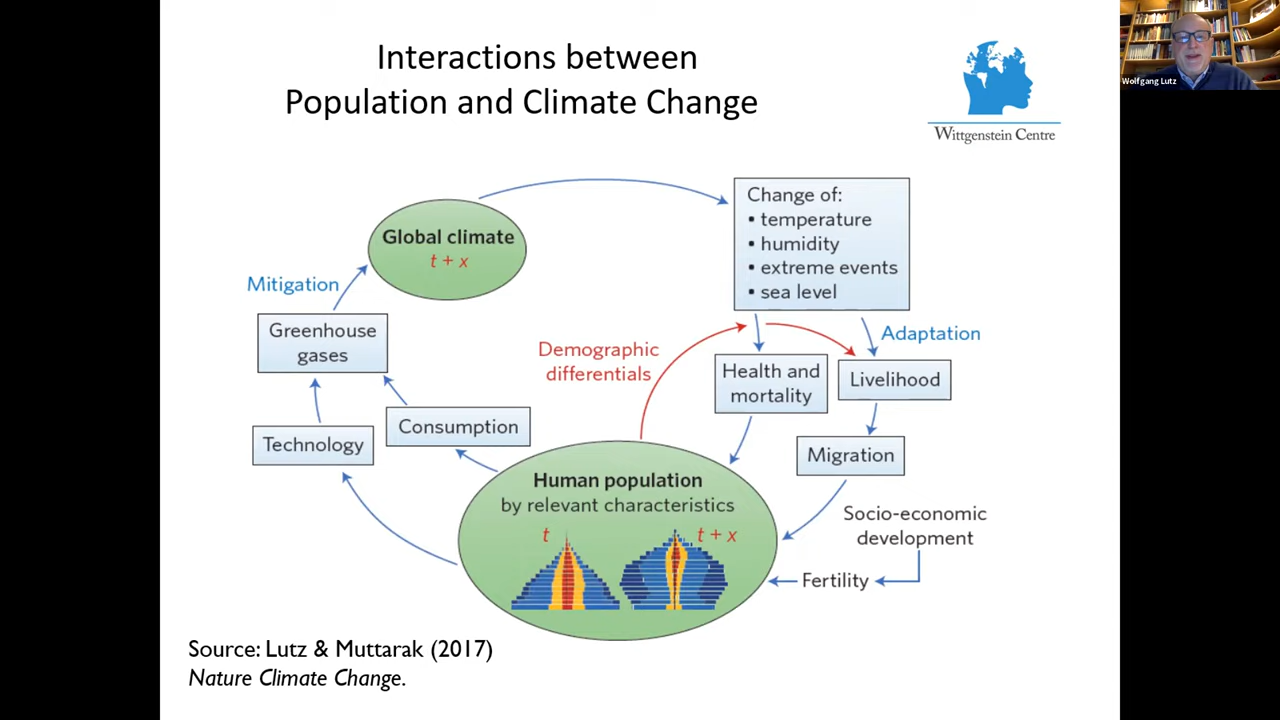 Interactions between
Population and Climate Change
Wittgenstein Centre
Wolfgang Lutz
Global climate
t + x
Change of:
• temperature
• humidity
• extreme events
• sea level
Mitigation
Greenhouse
gases
Technology
Consumption
Demographic
differentials
Health and
mortality
Adaptation
Livelihood
Migration
Human population
by relevant characteristics
t
t + x
Socio-economic
development
Fertility
Source: Lutz & Muttarak (2017)
Nature Climate Change.